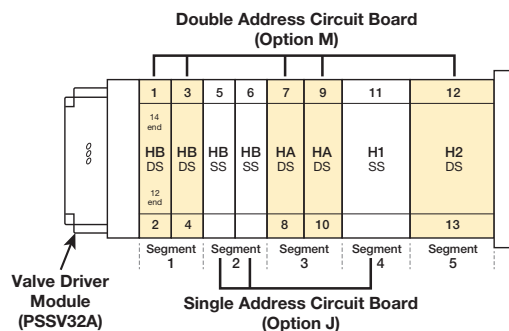 Double Address Circuit Board
(Option M)
1 3 5 6 7 9 11 12
14
end
HB HB HB HB HA HA H1 H2
DS DS SS SS DS DS SS DS
12
end
2 4 8 10 13
Segment Segment Segment Segment Segment
1 2 3 4 5
Valve Driver
Module
(PSSV32A)
Single Address Circuit Board
(Option J)